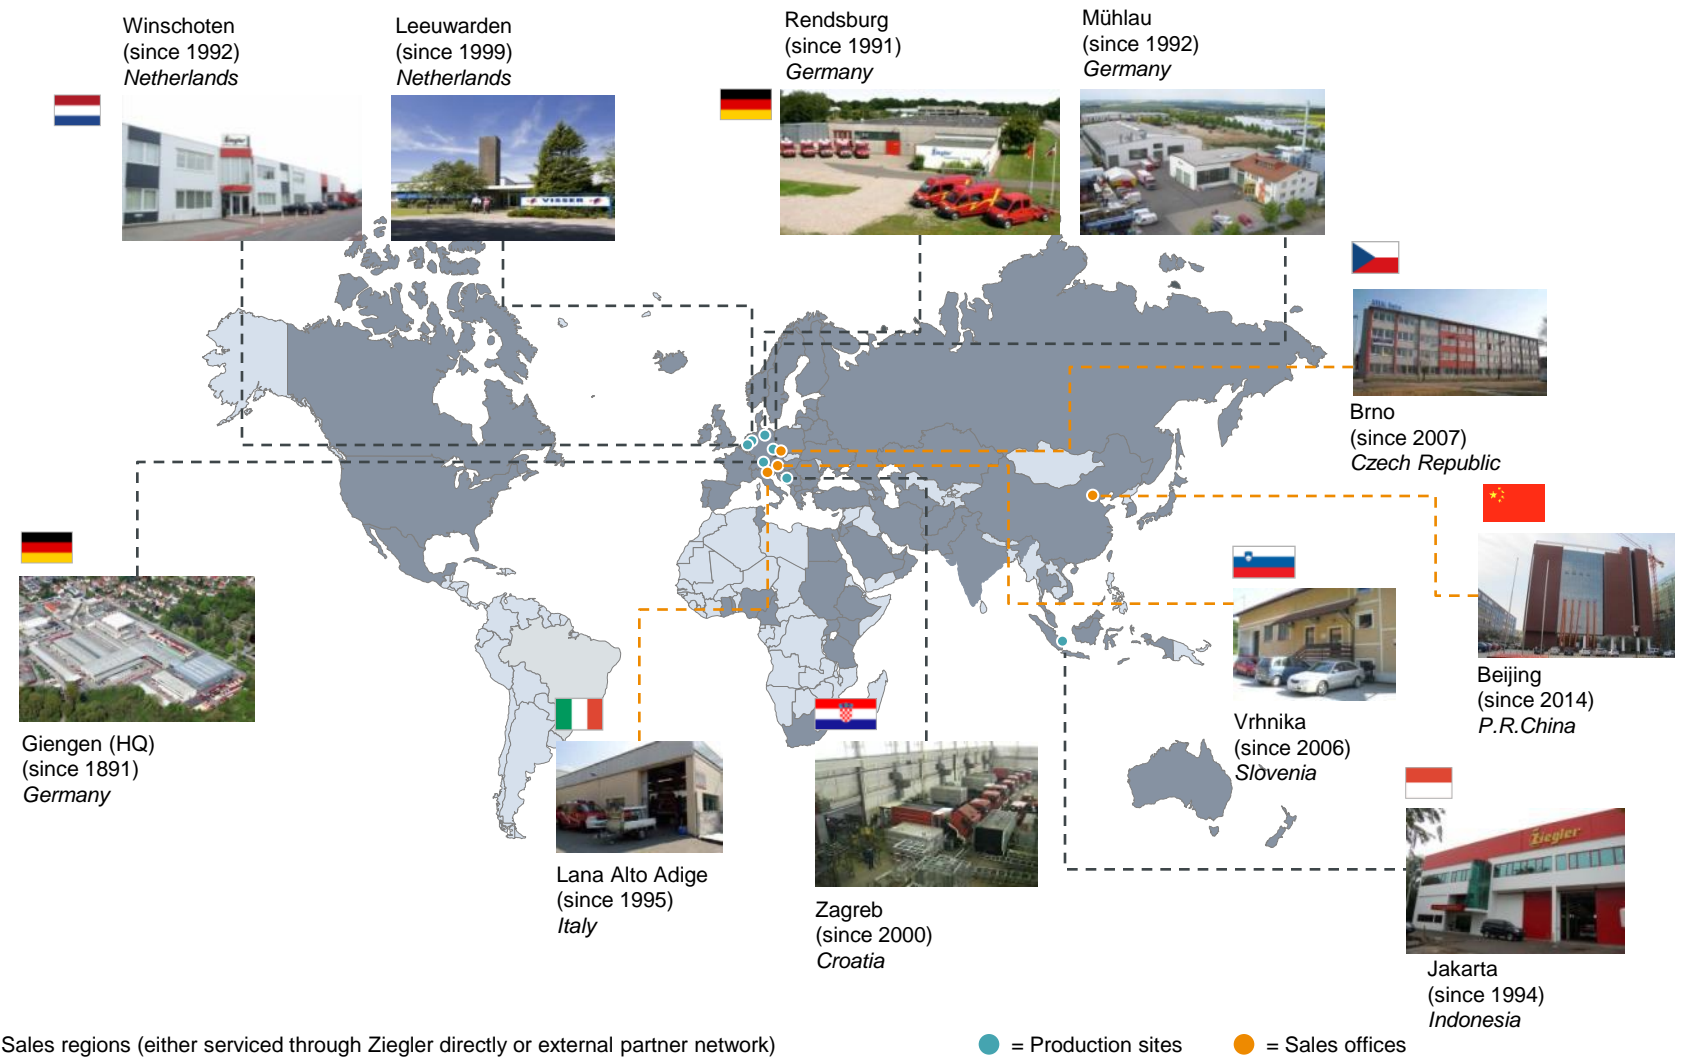 Winschoten
(since 1992)
Netherlands
Leeuwarden
(since 1999)
Netherlands
Rendsburg
(since 1991)
Germany
Mühlau
(since 1992)
Germany
VISSER
Ziegler
Brno
(since 2007)
Czech Republic
Giengen (HQ)
(since 1891)
Germany
Beijing
(since 2014)
P.R.China
Vrhnika
(since 2006)
Slovenia
Lana Alto Adige
(since 1995)
Italy
Zagreb
(since 2000)
Croatia
Ziegler
Jakarta
(since 1994)
Indonesia
Sales regions (either serviced through Ziegler directly or external partner network)
= Production sites
= Sales offices